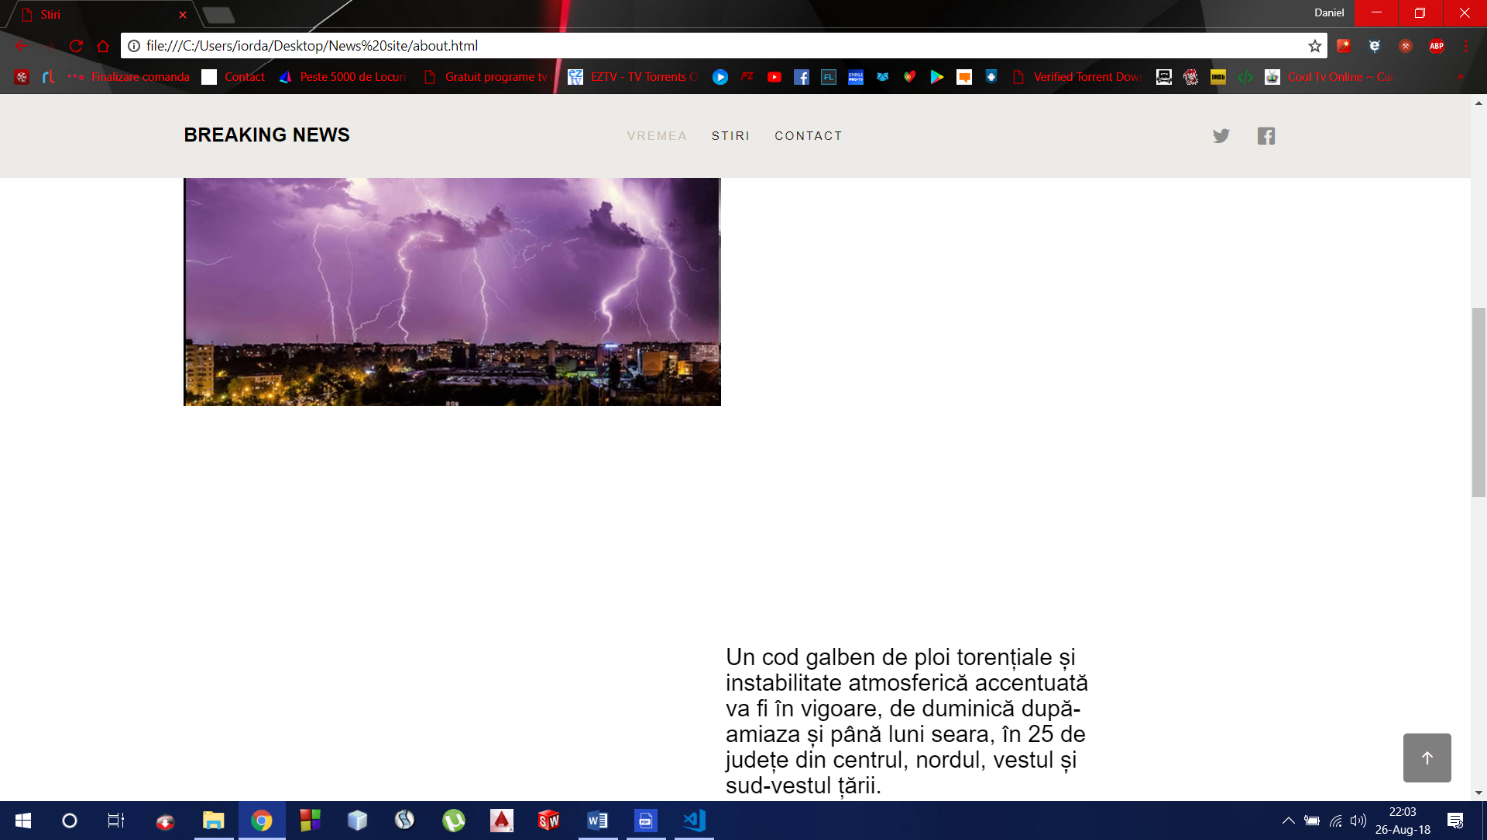 Stiri
Daniel
file:///C:/Users/iorda/Desktop/News%20site/about.html
ABP
rl
Finalizare comanda
Contact
Peste 5000 de Locuri
Gratuit programe tv
EZTV - TV Torrents O
FL
Verified Torrent Dow
Cool Tv Online ~ Ca
BREAKING NEWS
VREMEA
STIRI
CONTACT
Un cod galben de ploi torențiale și
instabilitate atmosferică accentuată
va fi în vigoare, de duminică după-
amiaza și până luni seara, în 25 de
județe din centrul, nordul, vestul și
sud-vestul țării.
22:03
26-Aug-18